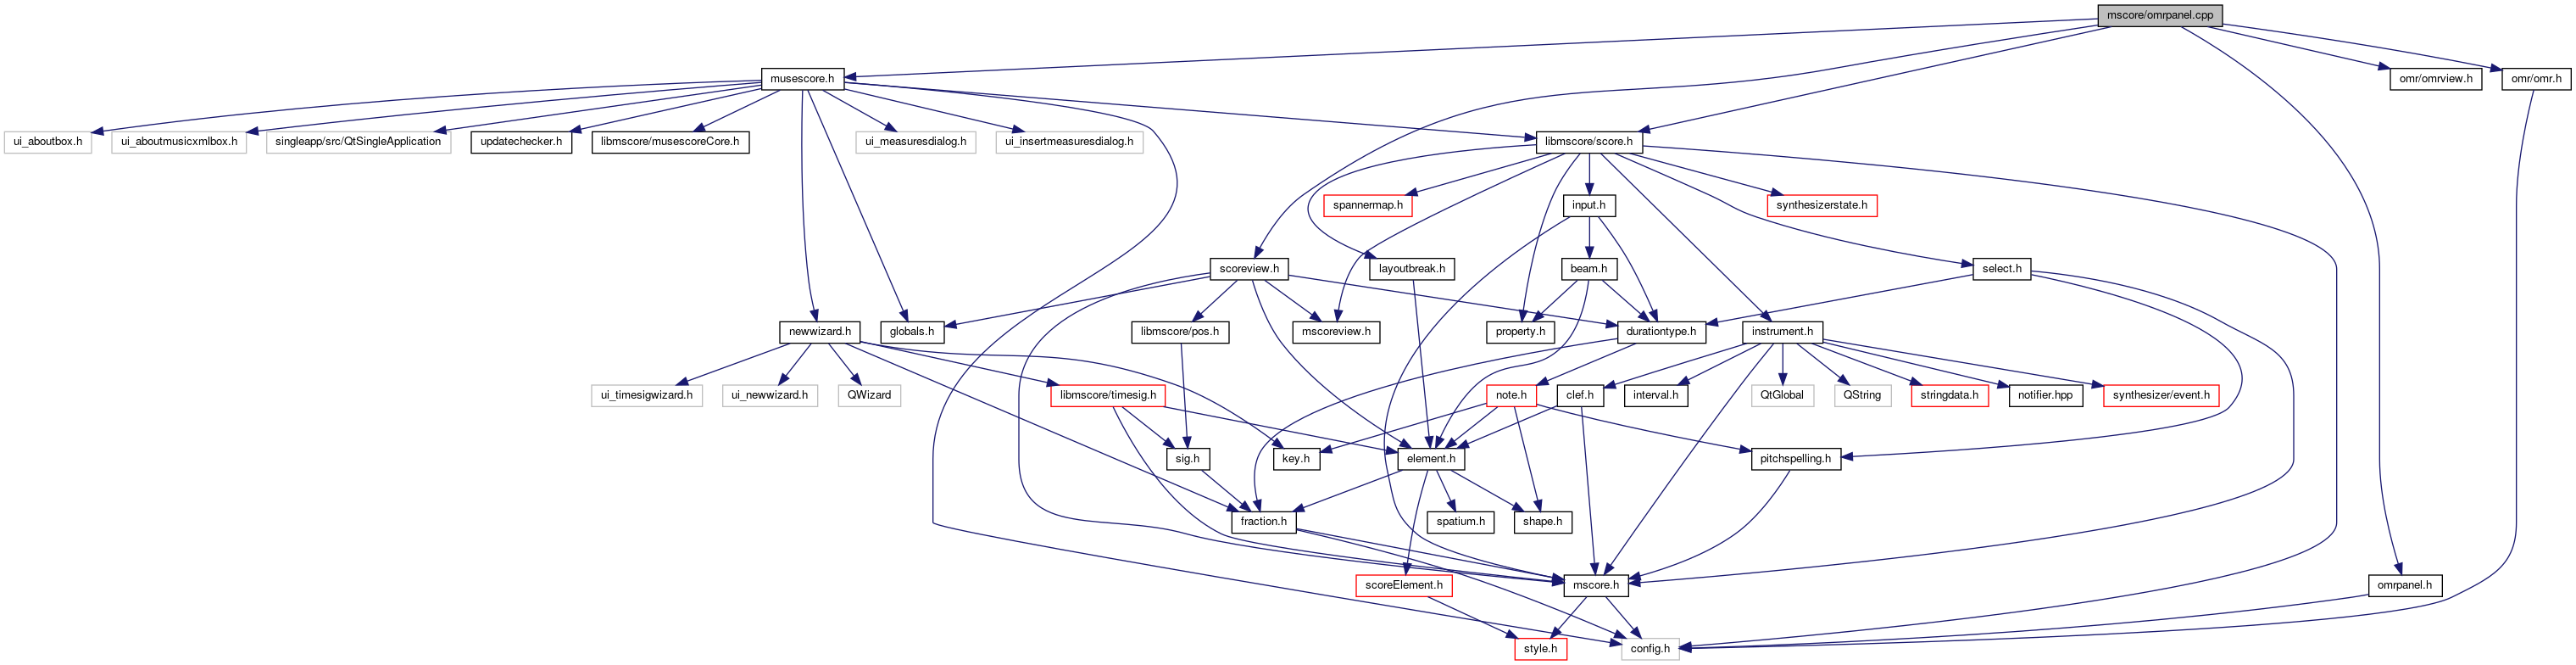 mscore/omrpanel.cpp
musescore.h
omr/omrview.h
omr/omr.h
ui_aboutbox.h
ui_aboutmusicxmlbox.h
singleapp/src/QtSingleApplication
updatechecker.h
libmscore/musescoreCore.h
ui_measuresdialog.h
ui_insertmeasuresdialog.h
libmscore/score.h
spannermap.h
input.h
synthesizerstate.h
scoreview.h
layoutbreak.h
beam.h
select.h
newwizard.h
globals.h
libmscore/pos.h
mscoreview.h
property.h
durationtype.h
instrument.h
ui_timesigwizard.h
ui_newwizard.h
QWizard
libmscore/timesig.h
note.h
clef.h
interval.h
QtGlobal
QString
stringdata.h
notifier.hpp
synthesizer/event.h
sig.h
key.h
element.h
pitchspelling.h
fraction.h
spatium.h
shape.h
scoreElement.h
mscore.h
omrpanel.h
style.h
config.h